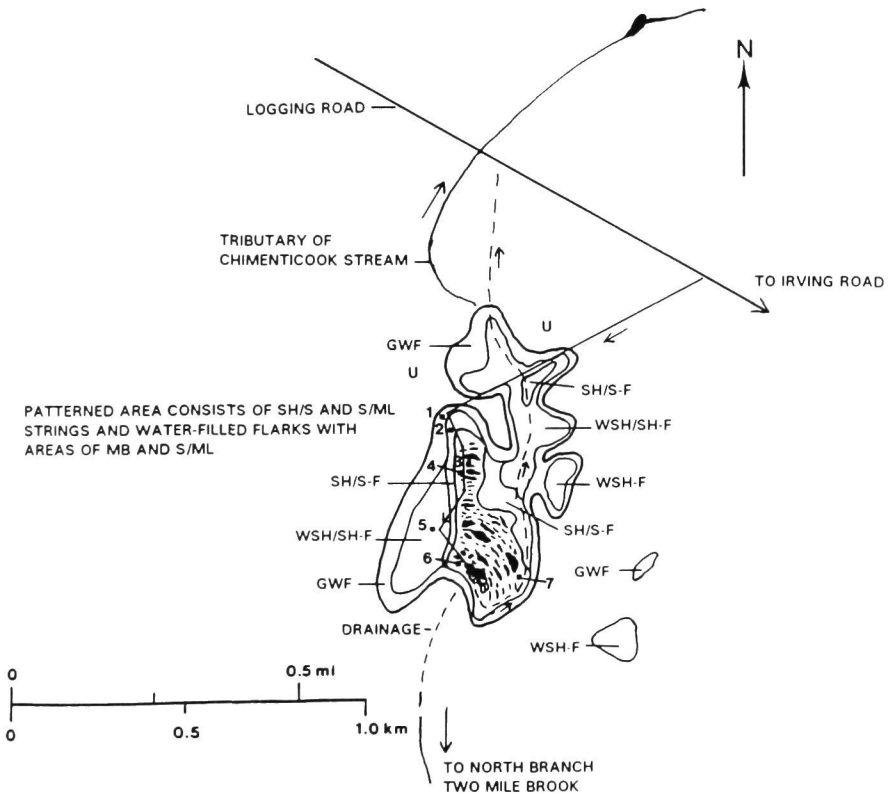 N
LOGGING ROAD
TRIBUTARY OF
CHIMENTICOOK STREAM
TO IRVING ROAD
GWF
U
U
SH/S-F
PATTERNED AREA CONSISTS OF SH/S AND S/ML
STRINGS AND WATER-FILLED FLARKS WITH
AREAS OF MB AND S/ML
1
2
WSH/SH-F
3
4
SH/S-F
WSH-F
5
SH/S-F
WSH/SH-F
6
GWF
7
GWF
8
DRAINAGE
WSH-F
0
0.5 mi
0
0.5
1.0 km
TO NORTH BRANCH
TWO MILE BROOK